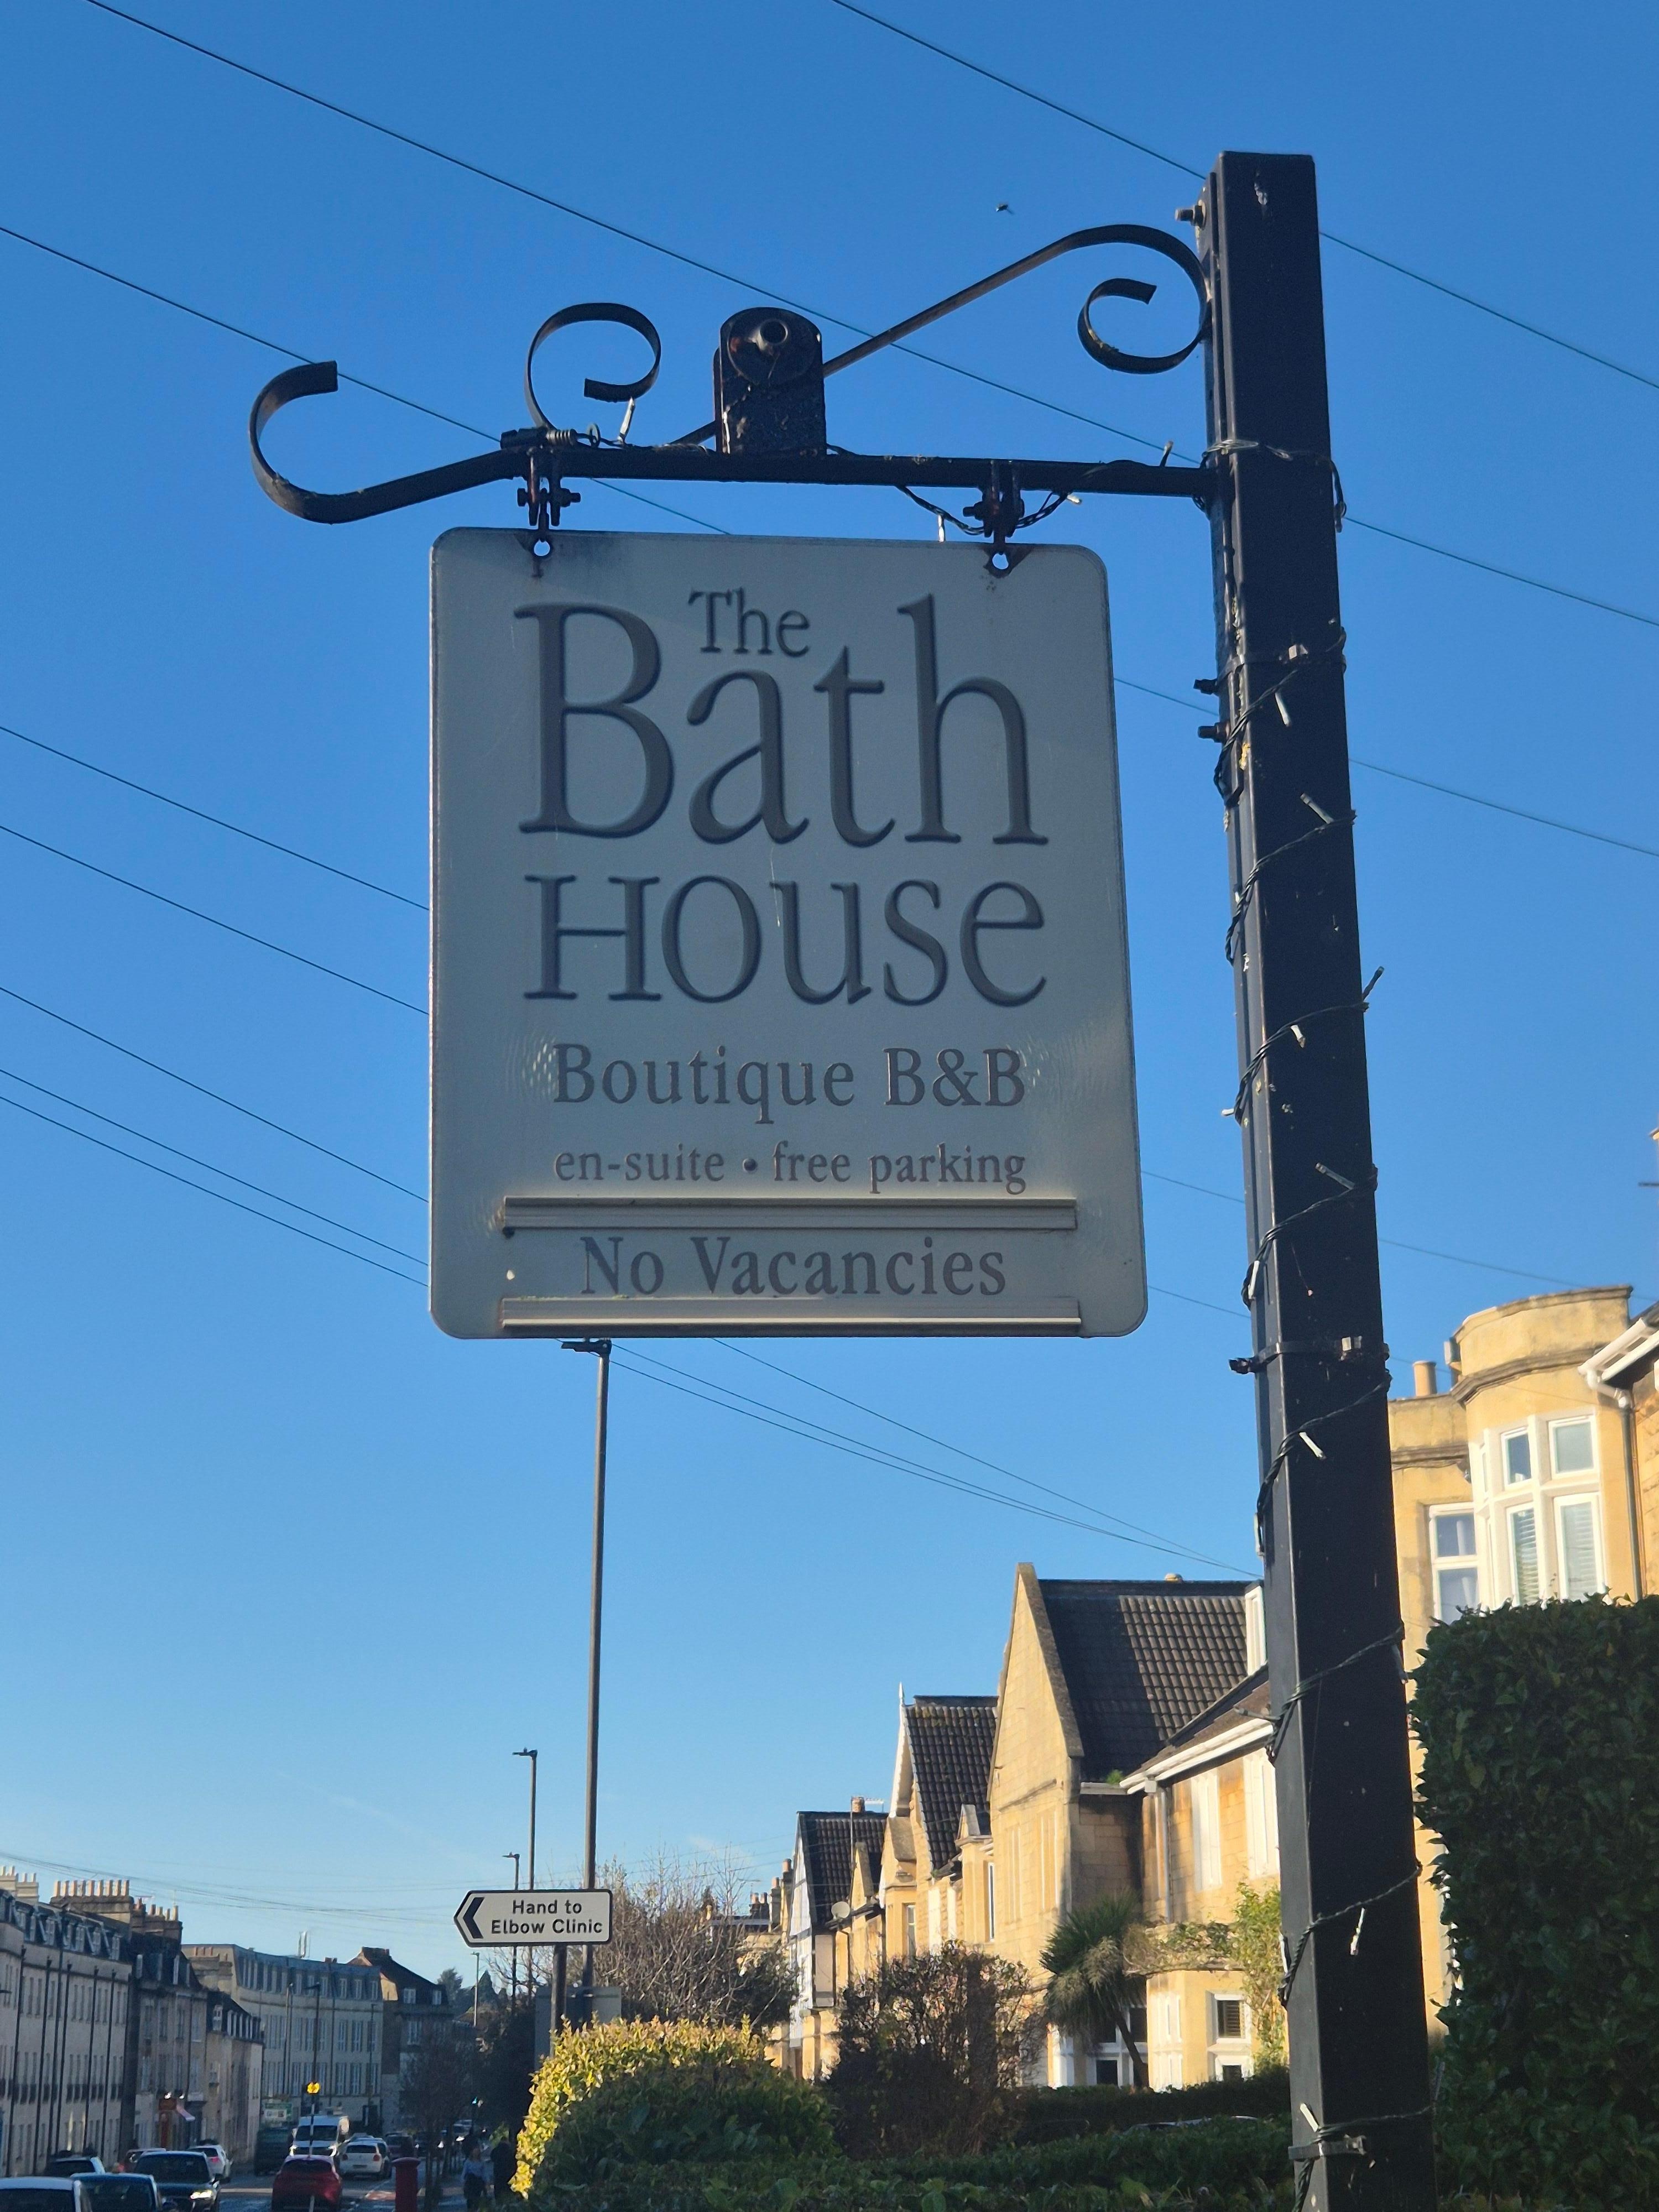 The
Bath
House
Boutique B&B
en-suite • free parking
No Vacancies
Hand to
Elbow Clinic